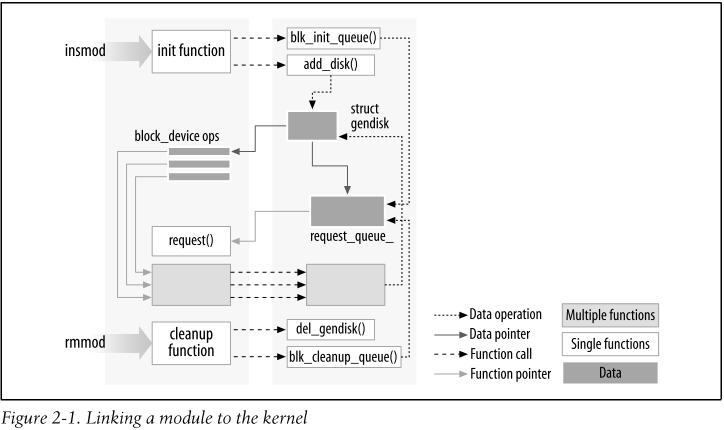 insmod
init function
blk_init_queue()
add_disk()
struct
gendisk
block_device ops
request()
request_queue_
rmmod
cleanup
function
del_gendisk()
blk_cleanup_queue()
Data operation
Data pointer
Function call
Function pointer
Multiple functions
Single functions
Data
Figure 2-1. Linking a module to the kernel